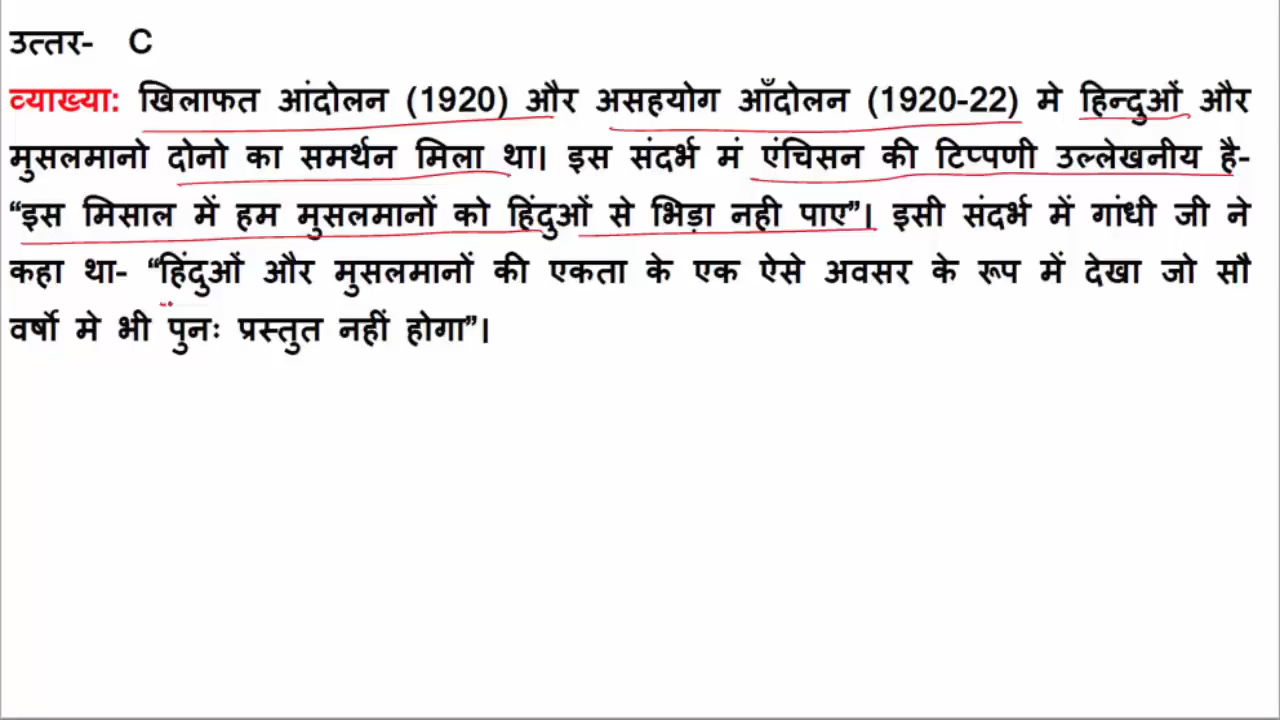 उत्तर- C
व्याख्या: खिलाफत आंदोलन (1920) और असहयोग आँदोलन (1920-22) मे हिन्दुओं और
मुसलमानो दोनो का समर्थन मिला था। इस संदर्भ मं एंचिसन की टिप्पणी उल्लेखनीय है-
“इस मिसाल में हम मुसलमानों को हिंदुओं से भिड़ा नही पाए”। इसी संदर्भ में गांधी जी ने
कहा था- “हिंदुओं और मुसलमानों की एकता के एक ऐसे अवसर के रूप में देखा जो सौ
वर्षो मे भी पुनः प्रस्तुत नहीं होगा”।